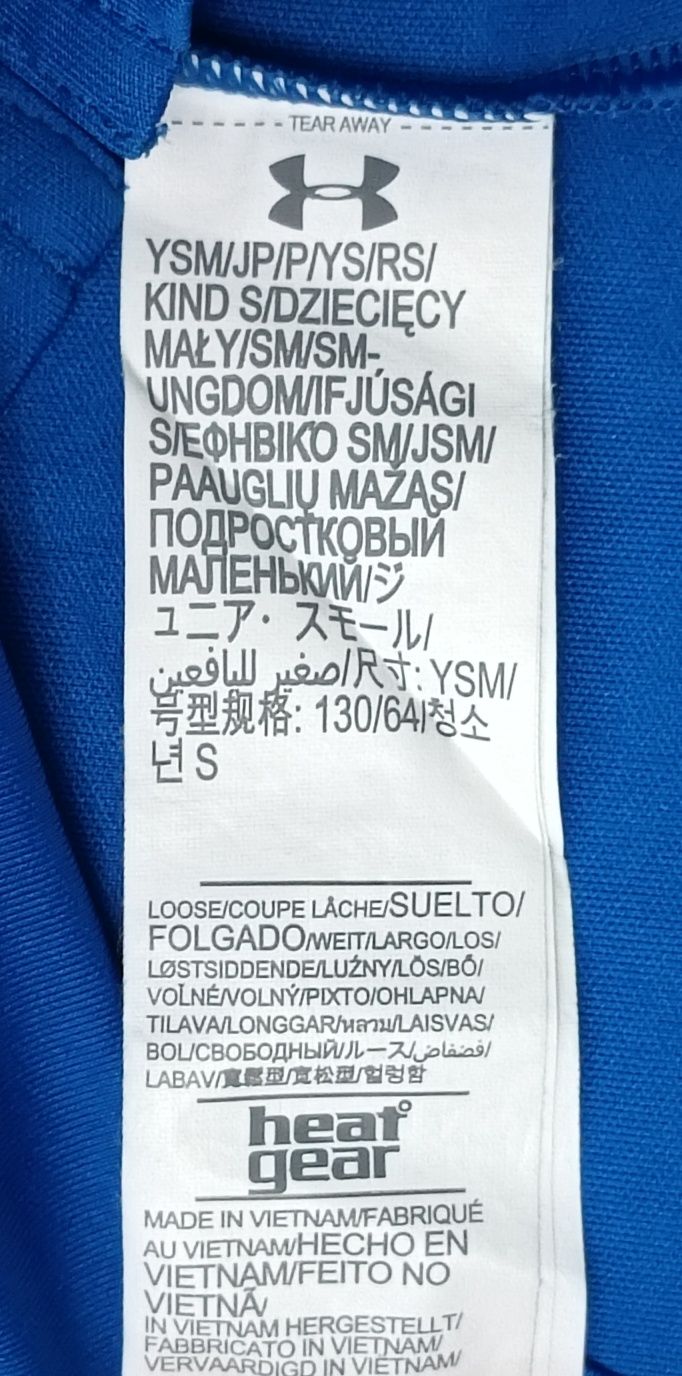 TEAR AWAY
YSM/JP/P/YS/RS/
KIND S/DZIECIĘCY
MAŁY/SM/SM-
UNGDOM/IFJÚSÁGI
S/ΕΦΗΒΙΚΌ SM/JSM/
PAAUGLIŲ MAŽAS/
ПОДРОСТКОВЫЙ
МАЛЕНЬКИЙ/ジ
ュニア・スモール/
صغير لليافعين/尺寸: YSM/
号型规格: 130/64/청소
년 S
LOOSE/COUPE LÂCHE/SUELTO/
FOLGADO/WEIT/LARGO/LOS/
LØSTSIDDENDE/LUŹNY/LÖS/BŐ/
VOĽNÉ/VOLNÝ/PIXTO/OHLAPNA/
TILAVA/LONGGAR/หลวม/LAISVAS/
BOL/СВОБОДНЫЙ/ルース/فضفاض/
LABAV/寬鬆型/宽松型/헐렁함
heat
gear
MADE IN VIETNAM/FABRIQUÉ
AU VIETNAM/HECHO EN
VIETNAM/FEITO NO
VIETNÃ/
IN VIETNAM HERGESTELLT/
FABBRICATO IN VIETNAM/
VERVAARDIGD IN VIETNAM/